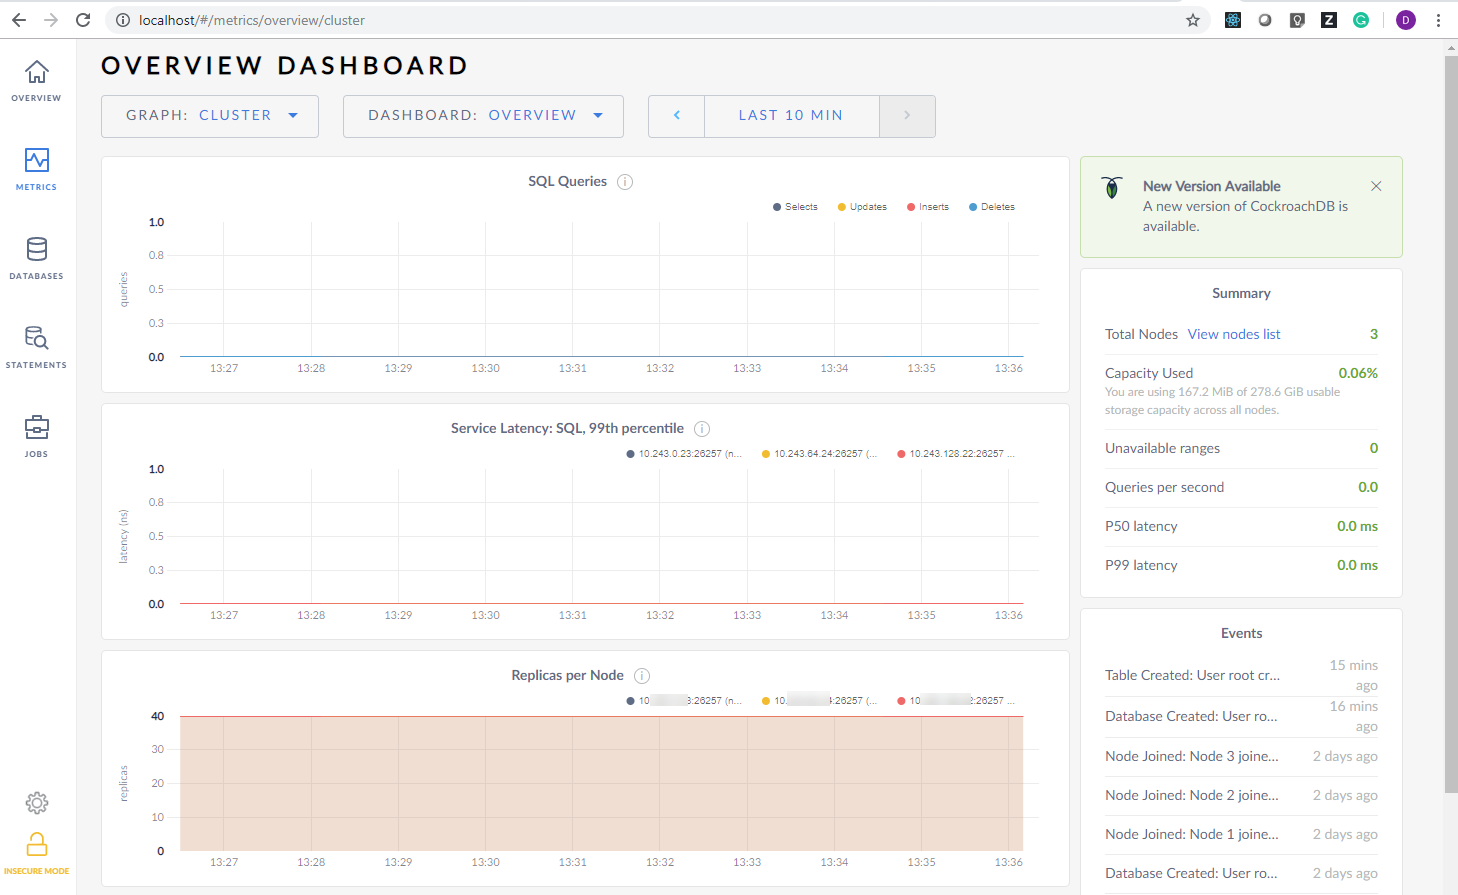 localhost/#/metrics/overview/cluster
Z
G
D
OVERVIEW DASHBOARD
OVERVIEW
METRICS
DATABASES
STATEMENTS
JOBS
INSECURE MODE
GRAPH: CLUSTER
DASHBOARD: OVERVIEW
LAST 10 MIN
SQL Queries
Selects Updates Inserts Deletes
queries
1.0
0.8
0.5
0.3
0.0
13:27 13:28 13:29 13:30 13:31 13:32 13:33 13:34 13:35 13:36
Service Latency: SQL, 99th percentile
10.243.0.23:26257 (n... 10.243.64.24:26257 (... 10.243.128.22:26257 ...
latency (ns)
1.0
0.8
0.5
0.3
0.0
13:27 13:28 13:29 13:30 13:31 13:32 13:33 13:34 13:35 13:36
Replicas per Node
10 3:26257 (n... 10. 4:26257 (... 10 2:26257 ...
replicas
40
30
20
10
0
13:27 13:28 13:29 13:30 13:31 13:32 13:33 13:34 13:35 13:36
New Version Available
A new version of CockroachDB is
available.
Summary
Total Nodes View nodes list 3
Capacity Used 0.06%
You are using 167.2 MiB of 278.6 GiB usable
storage capacity across all nodes.
Unavailable ranges 0
Queries per second 0.0
P50 latency 0.0 ms
P99 latency 0.0 ms
Events
Table Created: User root cr... 15 mins
ago
Database Created: User ro... 16 mins
ago
Node Joined: Node 3 joine... 2 days ago
Node Joined: Node 2 joine... 2 days ago
Node Joined: Node 1 joine... 2 days ago
Database Created: User ro... 2 days ago